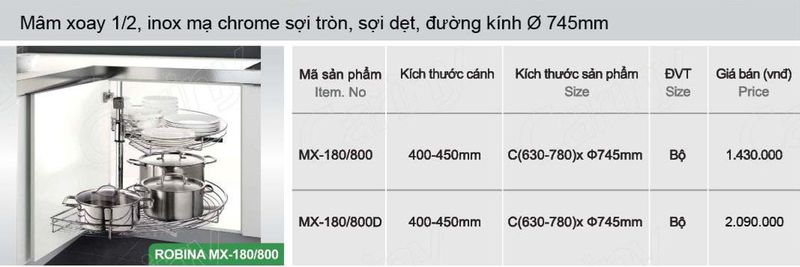 Mâm xoay 1/2, inox mạ chrome sợi tròn, sợi dẹt, đường kính Ø 745mm
Mã sản phẩm Kích thước cánh Kích thước sản phẩm ĐVT Giá bán (vnđ)
Item. No Size Size Price
MX-180/800 400-450mm C(630-780)x Φ745mm Bộ 1.430.000
MX-180/800D 400-450mm C(630-780)x Φ745mm Bộ 2.090.000
ROBINA MX-180/800